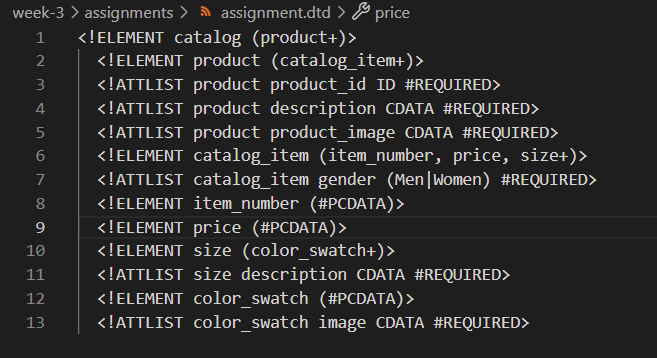 week-3 > assignments > assignment.dtd > price
1 <!ELEMENT catalog (product+)>
2 <!ELEMENT product (catalog_item+)>
3 <!ATTLIST product product_id ID #REQUIRED>
4 <!ATTLIST product description CDATA #REQUIRED>
5 <!ATTLIST product product_image CDATA #REQUIRED>
6 <!ELEMENT catalog_item (item_number, price, size+)>
7 <!ATTLIST catalog_item gender (Men|Women) #REQUIRED>
8 <!ELEMENT item_number (#PCDATA)>
9 <!ELEMENT price (#PCDATA)>
10 <!ELEMENT size (color_swatch+)>
11 <!ATTLIST size description CDATA #REQUIRED>
12 <!ELEMENT color_swatch (#PCDATA)>
13 <!ATTLIST color_swatch image CDATA #REQUIRED>